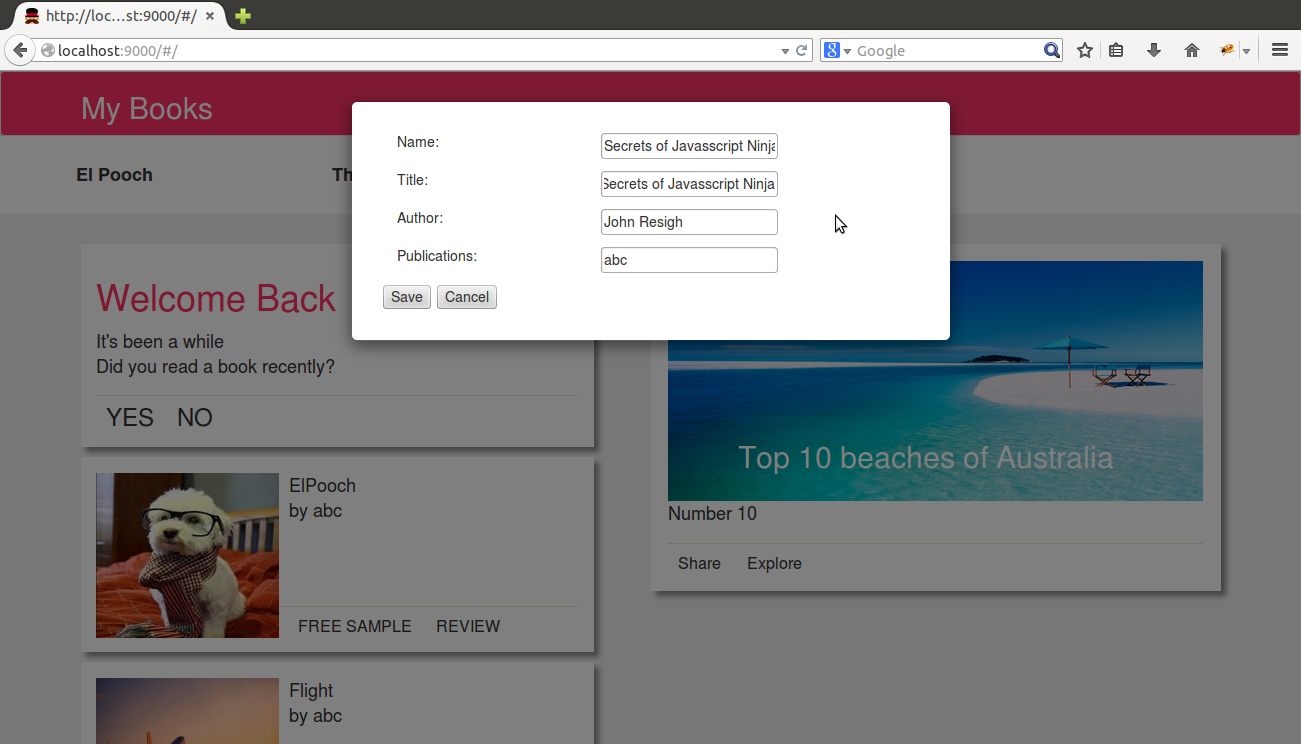 http://loc...st:9000/#/
localhost:9000/#/
Google
My Books
El Pooch
Th
Name:
Secrets of Javasscript Ninja
Title:
Secrets of Javasscript Ninja
Author:
John Resigh
Publications:
abc
Save Cancel
Welcome Back
It's been a while
Did you read a book recently?
YES NO
ElPooch
by abc
FREE SAMPLE REVIEW
Flight
by abc
Top 10 beaches of Australia
Number 10
Share Explore